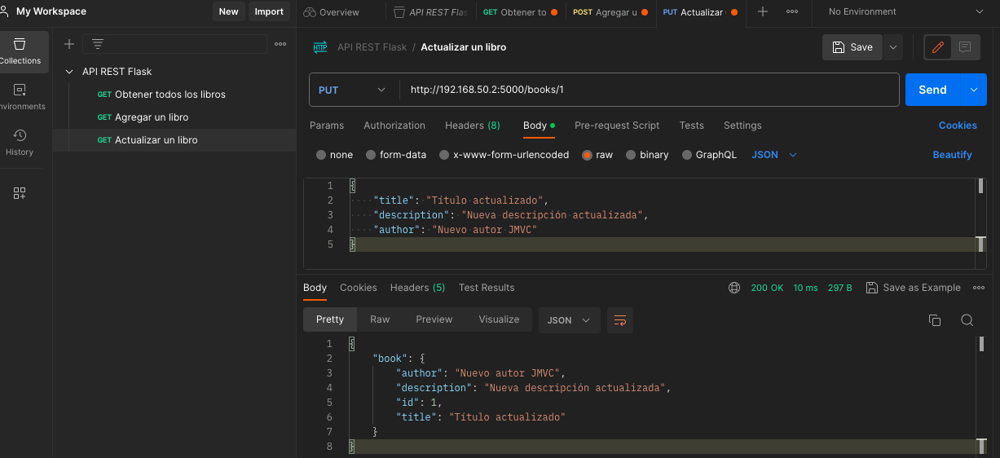 My Workspace New Import
Overview API REST Flas GET Obtener to POST Agregar u PUT Actualizar No Environment
Collections
nvironments
History
API REST Flask
GET Obtener todos los libros
GET Agregar un libro
GET Actualizar un libro
HTTP API REST Flask / Actualizar un libro Save
PUT http://192.168.50.2:5000/books/1 Send
Params Authorization Headers (8) Body Pre-request Script Tests Settings Cookies
none form-data x-www-form-urlencoded raw binary GraphQL JSON Beautify
1 {
2 "title": "Título actualizado",
3 "description": "Nueva descripción actualizada",
4 "author": "Nuevo autor JMVC"
5 }
Body Cookies Headers (5) Test Results 200 OK 10 ms 297 B Save as Example
Pretty Raw Preview Visualize JSON
1 {
2 "book": {
3 "author": "Nuevo autor JMVC",
4 "description": "Nueva descripción actualizada",
5 "id": 1,
6 "title": "Título actualizado"
7 }
8 }